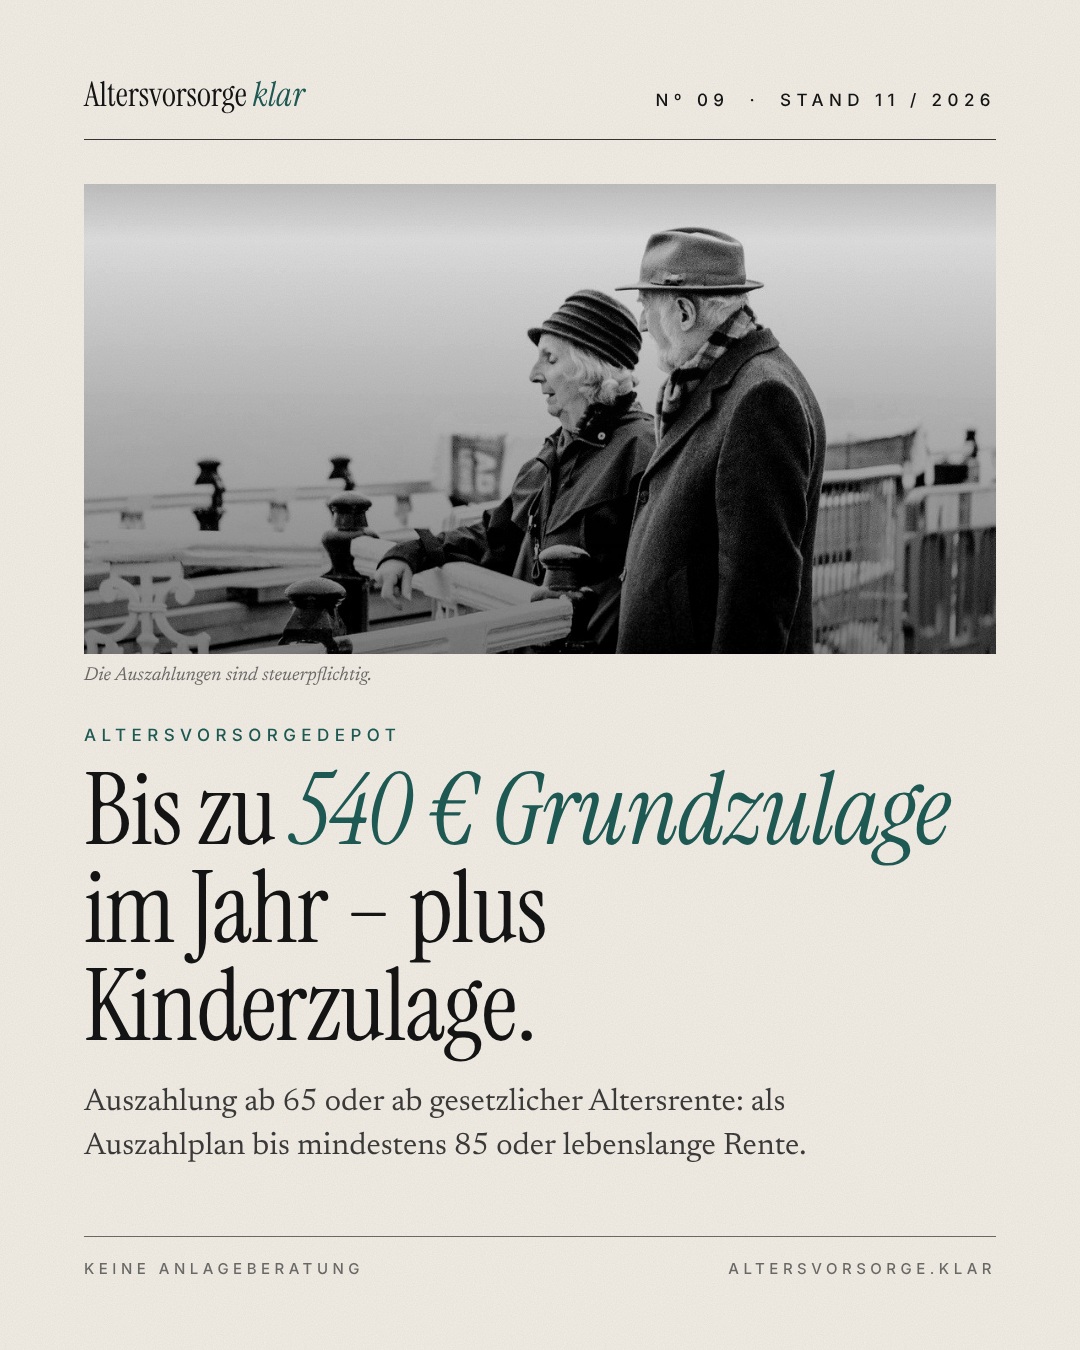 Altersvorsorge klar
Nº 09 · STAND 11 / 2026
Die Auszahlungen sind steuerpflichtig.
ALTERSVORSORGEDEPOT
Bis zu 540 € Grundzulage
im Jahr – plus
Kinderzulage.
Auszahlung ab 65 oder ab gesetzlicher Altersrente: als
Auszahlplan bis mindestens 85 oder lebenslange Rente.
KEINE ANLAGEBERATUNG
ALTERSVORSORGE.KLAR